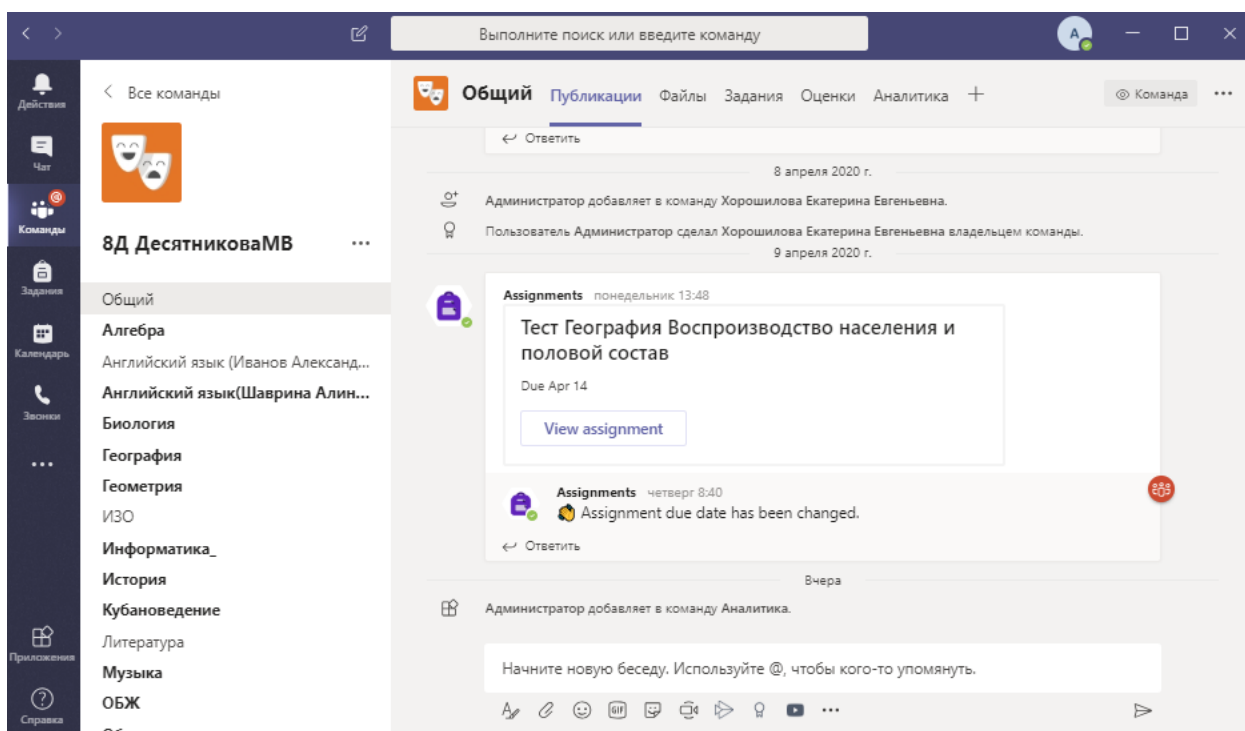 Выполните поиск или введите команду
А
Действия
Чат
Команды
Задания
Календарь
Звонки
Приложения
Справка
Все команды
8Д ДесятниковаМВ
Общий
Алгебра
Английский язык (Иванов Александ...
Английский язык(Шаврина Алин...
Биология
География
Геометрия
ИЗО
Информатика_
История
Кубановедение
Литература
Музыка
ОБЖ
Общий Публикации Файлы Задания Оценки Аналитика
Команда
Ответить
8 апреля 2020 г.
Администратор добавляет в команду Хорошилова Екатерина Евгеньевна.
Пользователь Администратор сделал Хорошилова Екатерина Евгеньевна владельцем команды.
9 апреля 2020 г.
Assignments понедельник 13:48
Тест География Воспроизводство населения и
половой состав
Due Apr 14
View assignment
Assignments четверг 8:40
Assignment due date has been changed.
Ответить
Вчера
Администратор добавляет в команду Аналитика.
Начните новую беседу. Используйте @, чтобы кого-то упомянуть.
GIF